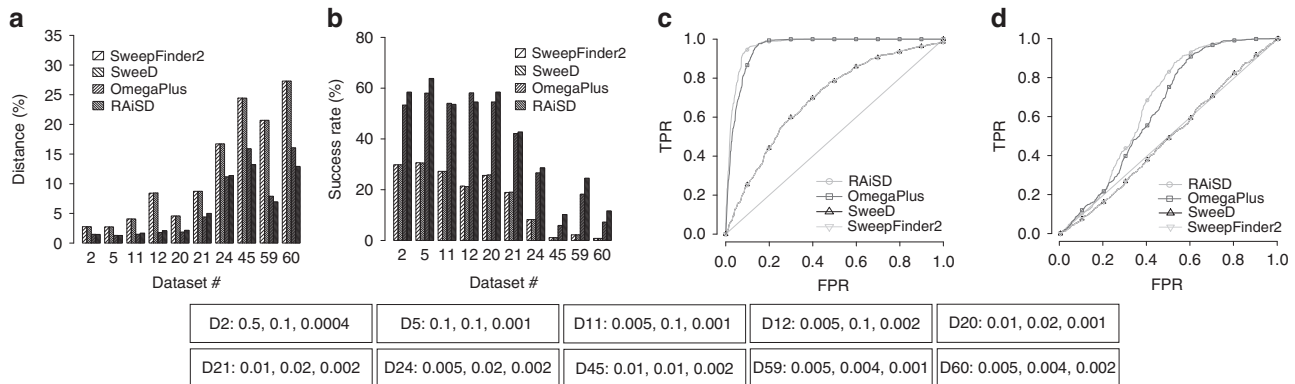 a
35
30
25
20
15
10
5
0
Distance (%)
SweepFinder2
SweeD
OmegaPlus
RAiSD
2 5 11 12 20 21 24 45 59 60
Dataset #
b
80
60
40
20
0
Success rate (%)
SweepFinder2
SweeD
OmegaPlus
RAiSD
2 5 11 12 20 21 24 45 59 60
Dataset #
c
1.0
0.8
0.6
0.4
0.2
0.0
TPR
RAiSD
OmegaPlus
SweeD
SweepFinder2
0.0 0.2 0.4 0.6 0.8 1.0
FPR
d
1.0
0.8
0.6
0.4
0.2
0.0
TPR
RAiSD
OmegaPlus
SweeD
SweepFinder2
0.0 0.2 0.4 0.6 0.8 1.0
FPR
D2: 0.5, 0.1, 0.0004
D5: 0.1, 0.1, 0.001
D11: 0.005, 0.1, 0.001
D12: 0.005, 0.1, 0.002
D20: 0.01, 0.02, 0.001
D21: 0.01, 0.02, 0.002
D24: 0.005, 0.02, 0.002
D45: 0.01, 0.01, 0.002
D59: 0.005, 0.004, 0.001
D60: 0.005, 0.004, 0.002